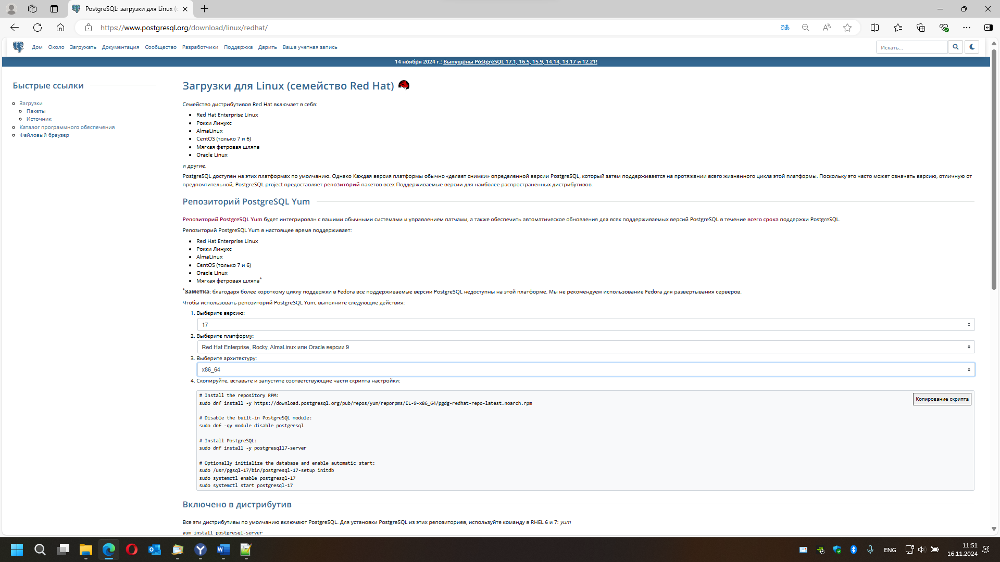 PostgreSQL: загрузки для Linux (с
https://www.postgresql.org/download/linux/redhat/
Дом Около Загружать Документация Сообщество Разработчики Поддержка Дарить Ваша учетная запись
Искать...
14 ноября 2024 г.: Выпущены PostgreSQL 17.1, 16.5, 15.9, 14.14, 13.17 и 12.21!
Быстрые ссылки
Загрузки
Пакеты
Источник
Каталог программного обеспечения
Файловый браузер
Загрузки для Linux (семейство Red Hat)
Семейство дистрибутивов Red Hat включает в себя:
Red Hat Enterprise Linux
Рокки Линукс
AlmaLinux
CentOS (только 7 и 6)
Мягкая фетровая шляпа
Oracle Linux
и другие.
PostgreSQL доступен на этих платформах по умолчанию. Однако Каждая версия платформы обычно «делает снимки» определенной версии PostgreSQL, который затем поддерживается на протяжении всего жизненного цикла этой платформы. Поскольку это часто может означать версию, отличную от
предпочтительной, PostgreSQL project предоставляет репозиторий пакетов всех Поддерживаемые версии для наиболее распространенных дистрибутивов.
Репозиторий PostgreSQL Yum
Репозиторий PostgreSQL Yum будет интегрирован с вашими обычными системами и управлением патчами, а также обеспечить автоматическое обновления для всех поддерживаемых версий PostgreSQL в течение всего срока поддержки PostgreSQL.
Репозиторий PostgreSQL Yum в настоящее время поддерживает:
Red Hat Enterprise Linux
Рокки Линукс
AlmaLinux
CentOS (только 7 и 6)
Oracle Linux
Мягкая фетровая шляпа*
*Заметка: благодаря более короткому циклу поддержки в Fedora все поддерживаемые версии PostgreSQL недоступны на этой платформе. Мы не рекомендуем использование Fedora для развертывания серверов.
Чтобы использовать репозиторий PostgreSQL Yum, выполните следующие действия:
1. Выберите версию:
17
2. Выберите платформу:
Red Hat Enterprise, Rocky, AlmaLinux или Oracle версии 9
3. Выберите архитектуру:
x86_64
4. Скопируйте, вставьте и запустите соответствующие части скрипта настройки:
Копирование скрипта
# Install the repository RPM:
sudo dnf install -y https://download.postgresql.org/pub/repos/yum/reporpms/EL-9-x86_64/pgdg-redhat-repo-latest.noarch.rpm
# Disable the built-in PostgreSQL module:
sudo dnf -qy module disable postgresql
# Install PostgreSQL:
sudo dnf install -y postgresql17-server
# Optionally initialize the database and enable automatic start:
sudo /usr/pgsql-17/bin/postgresql-17-setup initdb
sudo systemctl enable postgresql-17
sudo systemctl start postgresql-17
Включено в дистрибутив
Все эти дистрибутивы по умолчанию включают PostgreSQL. Для установки PostgreSQL из этих репозиториев, используйте команду в RHEL 6 и 7: yum
yum install postgresql-server
ENG
11:51
16.11.2024